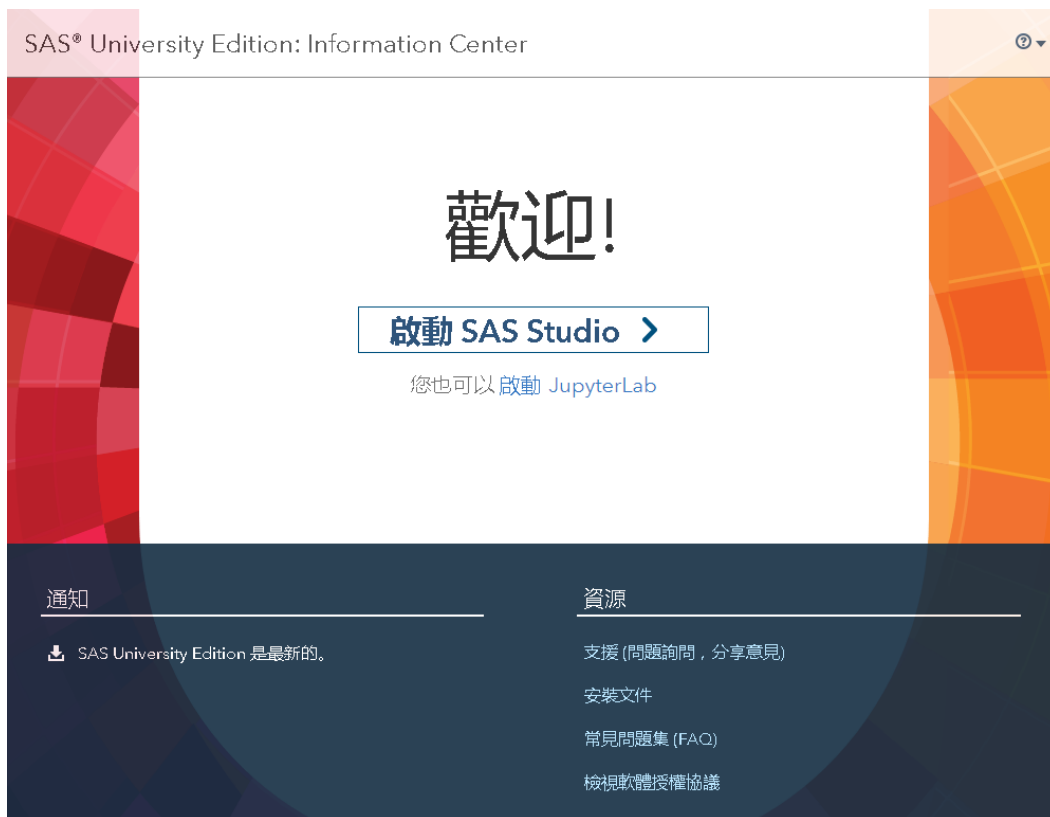 SAS® University Edition: Information Center
歡迎!
啟動 SAS Studio
您也可以 啟動 JupyterLab
通知
SAS University Edition 是最新的。
資源
支援 (問題詢問，分享意見)
安裝文件
常見問題集 (FAQ)
檢視軟體授權協議